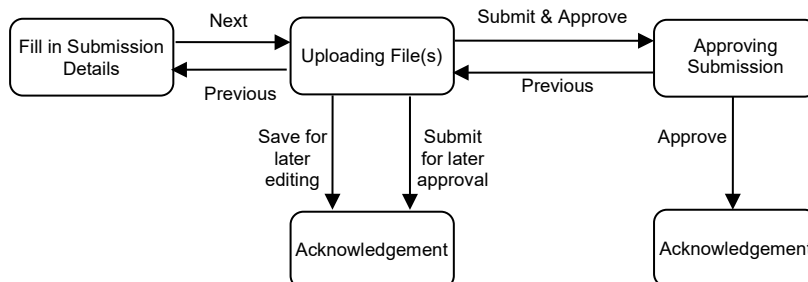 Next
Submit & Approve
Fill in Submission
Details
Uploading File(s)
Approving
Submission
Previous
Previous
Save for
later
editing
Submit
for later
approval
Approve
Acknowledgement
Acknowledgement